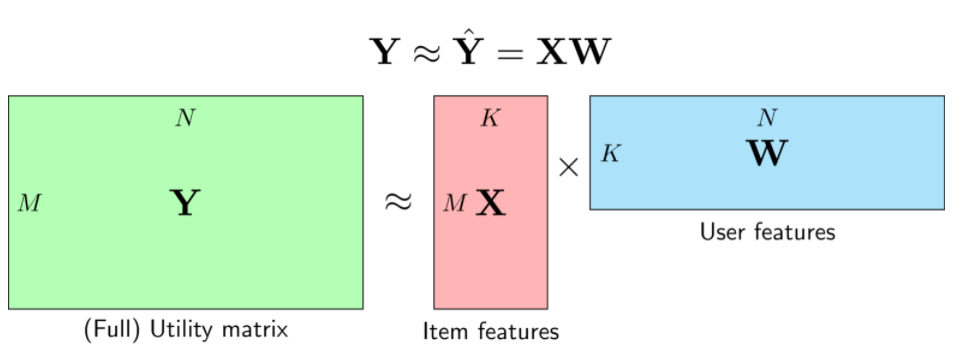 Y ≈ Ŷ = XW
N
M
Y
≈
K
M X
×
N
K
W
(Full) Utility matrix
Item features
User features